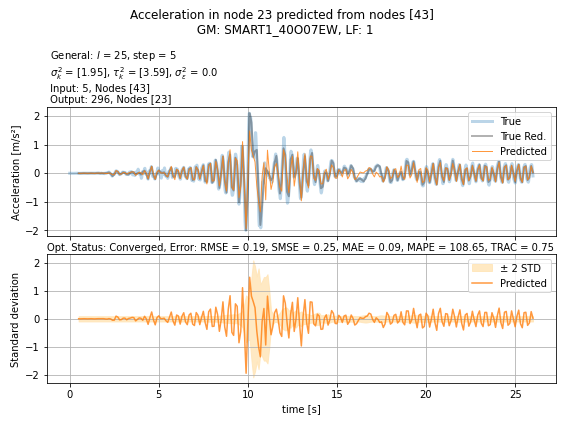 Acceleration in node 23 predicted from nodes [43]
GM: SMART1_40O07EW, LF: 1
General: l = 25, step = 5
σ²ₖ = [1.95], τ²ₖ = [3.59], σ²ε = 0.0
Input: 5, Nodes [43]
Output: 296, Nodes [23]
Acceleration [m/s²]
2
1
0
−1
−2
True
True Red.
Predicted
Opt. Status: Converged, Error: RMSE = 0.19, SMSE = 0.25, MAE = 0.09, MAPE = 108.65, TRAC = 0.75
Standard deviation
2
1
0
−1
−2
± 2 STD
Predicted
0 5 10 15 20 25
time [s]